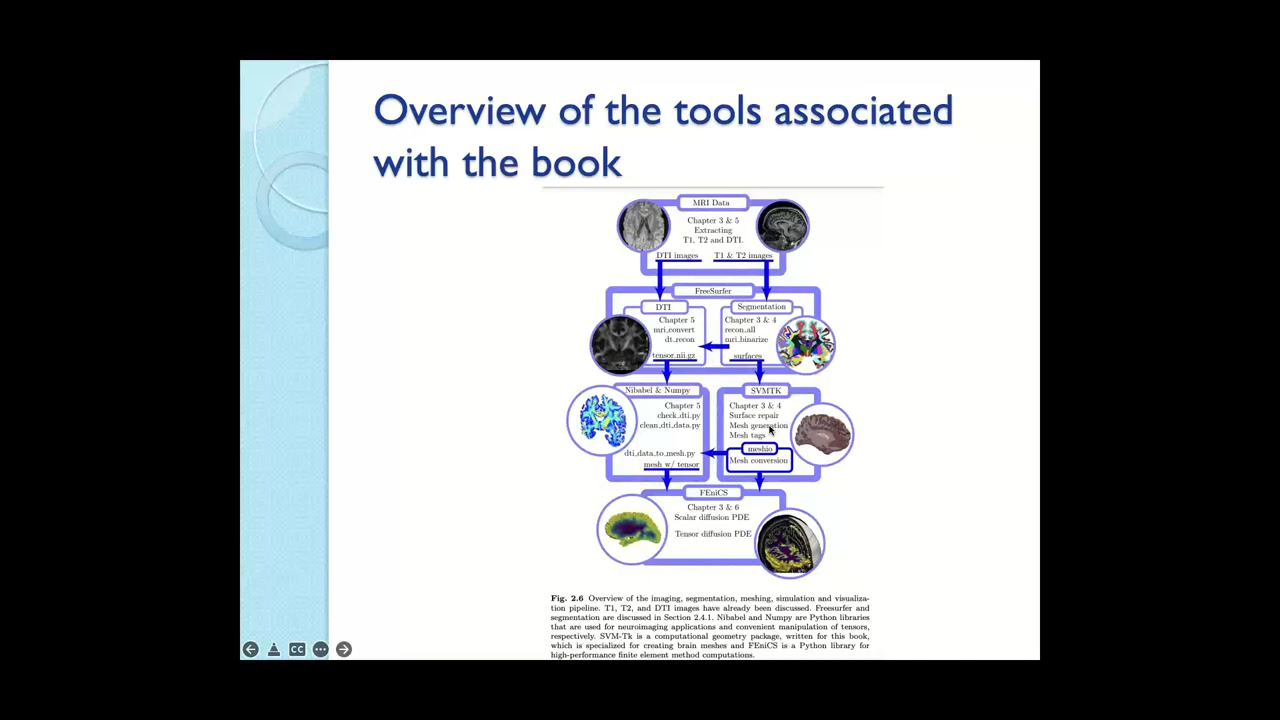 Overview of the tools associated
with the book
MRI Data
Chapter 3 & 5
Extracting
T1, T2 and DTI.
DTI images
T1 & T2 images
FreeSurfer
DTI
Chapter 5
mri_convert
dt_recon
tensor.nii.gz
Segmentation
Chapter 3 & 4
recon_all
mri_binarize
surfaces
Nibabel & Numpy
Chapter 5
check_dti.py
clean_dti_data.py
dti_data_to_mesh.py
mesh w/ tensor
SVMTK
Chapter 3 & 4
Surface repair
Mesh generation
Mesh tags
meshio
Mesh conversion
FEniCS
Chapter 3 & 6
Scalar diffusion PDE
Tensor diffusion PDE
Fig. 2.6 Overview of the imaging, segmentation, meshing, simulation and visualiza-
tion pipeline. T1, T2, and DTI images have already been discussed. Freesurfer and
segmentation are discussed in Section 2.4.1. Nibabel and Numpy are Python libraries
that are used for neuroimaging applications and convenient manipulation of tensors,
respectively. SVM-Tk is a computational geometry package, written for this book,
which is specialized for creating brain meshes and FEniCS is a Python library for
high-performance finite element method computations.
CC